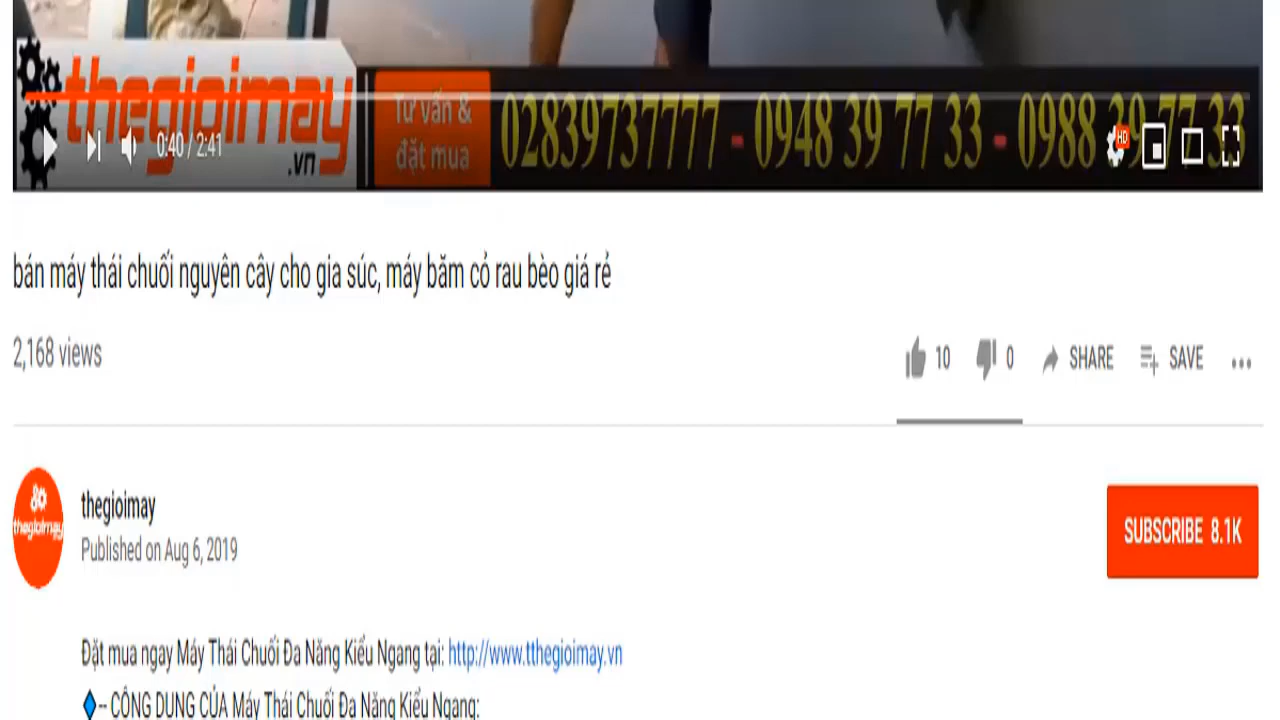 thegioimay
.vn
Tư vấn &
đặt mua
02839737777 - 0948 39 77 33 - 0988 39 77 33
0:40 / 2:41
HD
bán máy thái chuối nguyên cây cho gia súc, máy băm cỏ rau bèo giá rẻ
2,168 views
10 0 SHARE SAVE
thegioimay
thegioimay
Published on Aug 6, 2019
SUBSCRIBE 8.1K
Đặt mua ngay Máy Thái Chuối Đa Năng Kiểu Ngang tại: http://www.tthegioimay.vn
-- CÔNG DỤNG CỦA Máy Thái Chuối Đa Năng Kiểu Ngang: